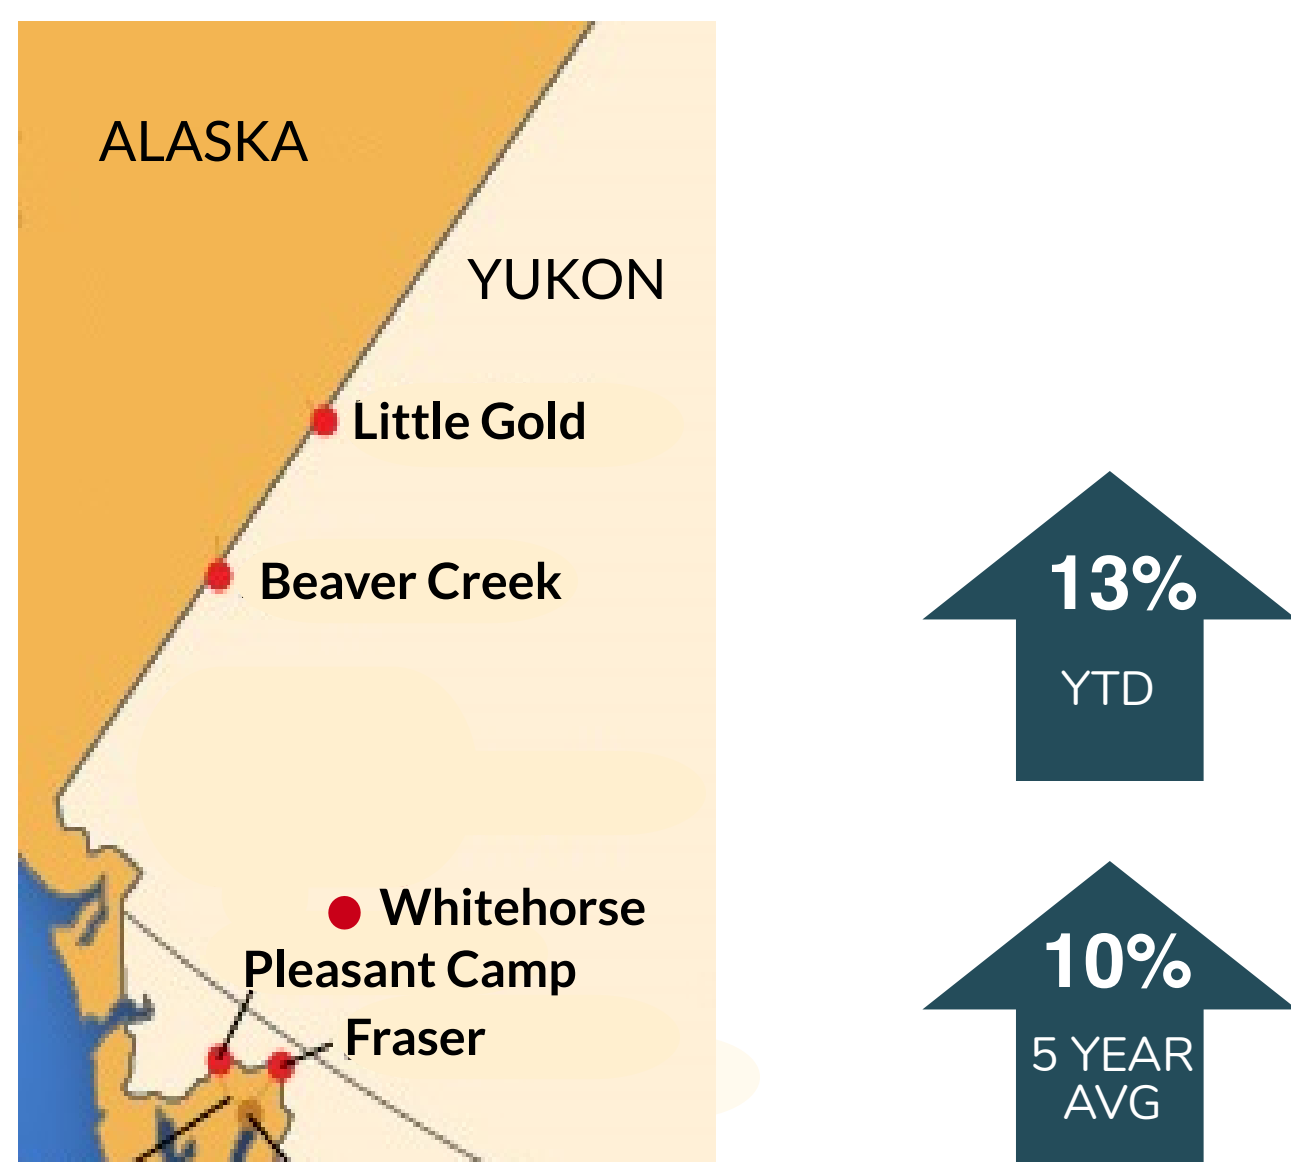 ALASKA
YUKON
Little Gold
Beaver Creek
Whitehorse
Pleasant Camp
Fraser
13%
YTD
10%
5 YEAR
AVG